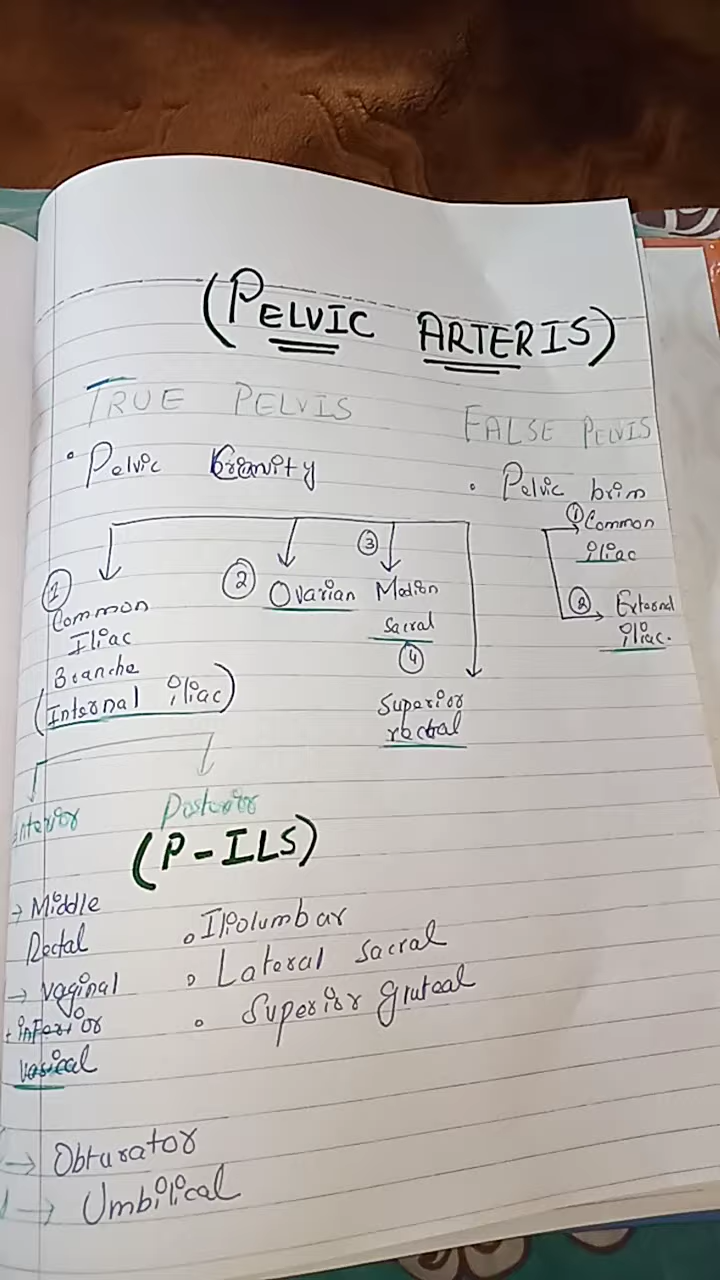 (PELVIC ARTERIS)
TRUE PELVIS
FALSE PELVIS
• Pelvic
• Pelvic brim
① Common
iliac
② External
iliac.
①
Common
Iliac
Branche
(Internal iliac)
② Ovarian
③
Median
Sacral
④
Superior
rectal
Anterior
Posterior
(P-ILS)
→ Middle
Rectal
→ vaginal
→ inferior
vesical
• Iliolumbar
• Lateral sacral
• Superior gluteal
→ Obturator
→ Umbilical